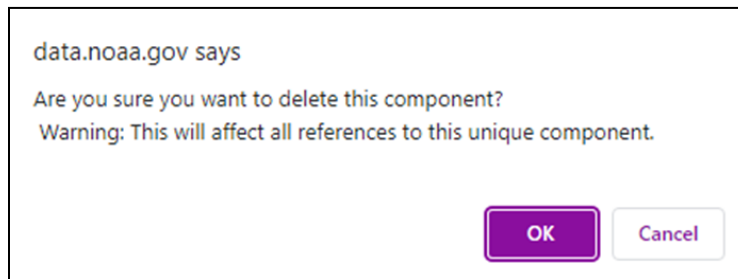 data.noaa.gov says
Are you sure you want to delete this component?
Warning: This will affect all references to this unique component.
OK Cancel